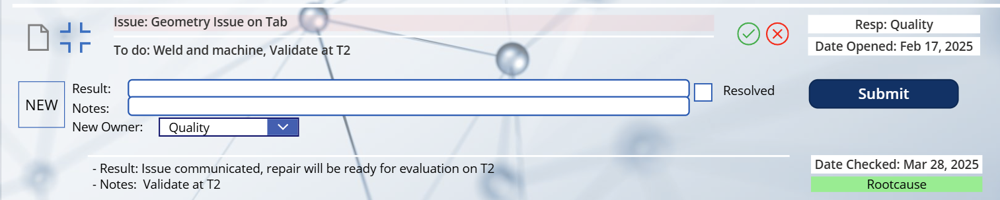 Issue: Geometry Issue on Tab
To do: Weld and machine, Validate at T2
Resp: Quality
Date Opened: Feb 17, 2025
NEW
Result:
Notes:
New Owner: Quality
Resolved
Submit
- Result: Issue communicated, repair will be ready for evaluation on T2
- Notes:  Validate at T2
Date Checked: Mar 28, 2025
Rootcause